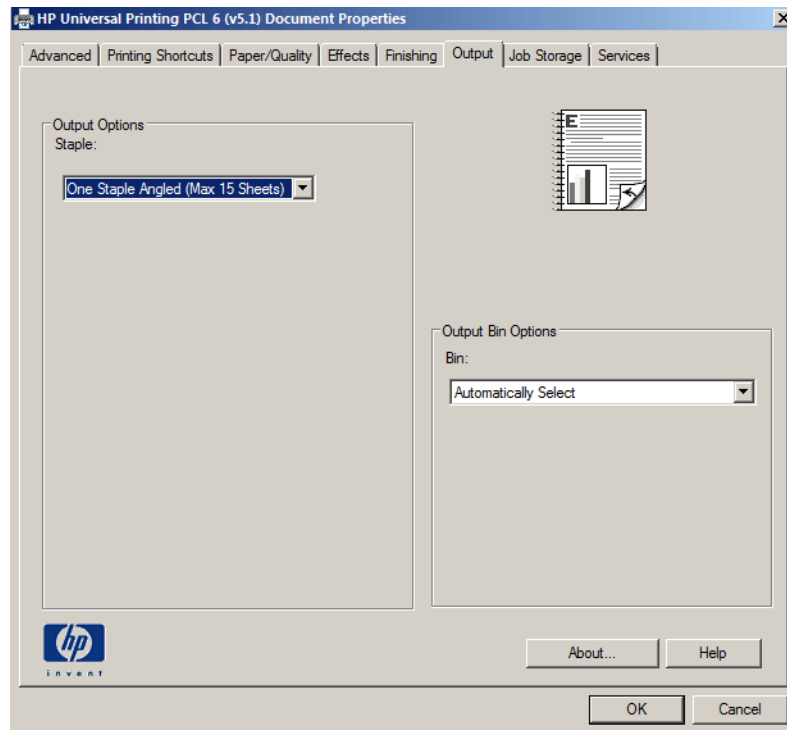 HP Universal Printing PCL 6 (v5.1) Document Properties
Advanced Printing Shortcuts Paper/Quality Effects Finishing Output Job Storage Services
Output Options
Staple:
One Staple Angled (Max 15 Sheets)
E
Output Bin Options
Bin:
Automatically Select
hp
invent
About... Help
OK Cancel